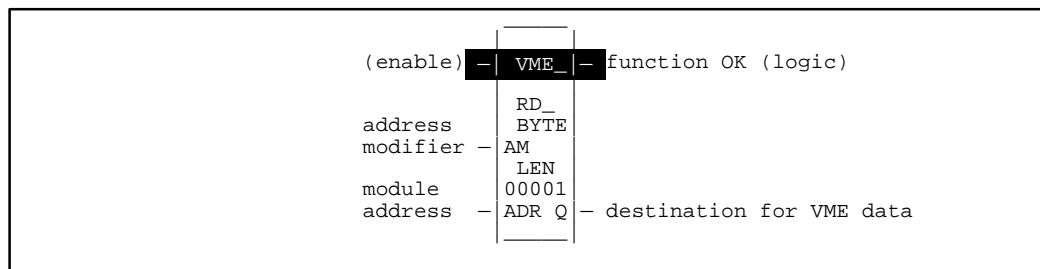 (enable) –| VME_ |– function OK (logic)
RD_
address BYTE
modifier –|AM
LEN
module 00001
address –|ADR Q|– destination for VME data